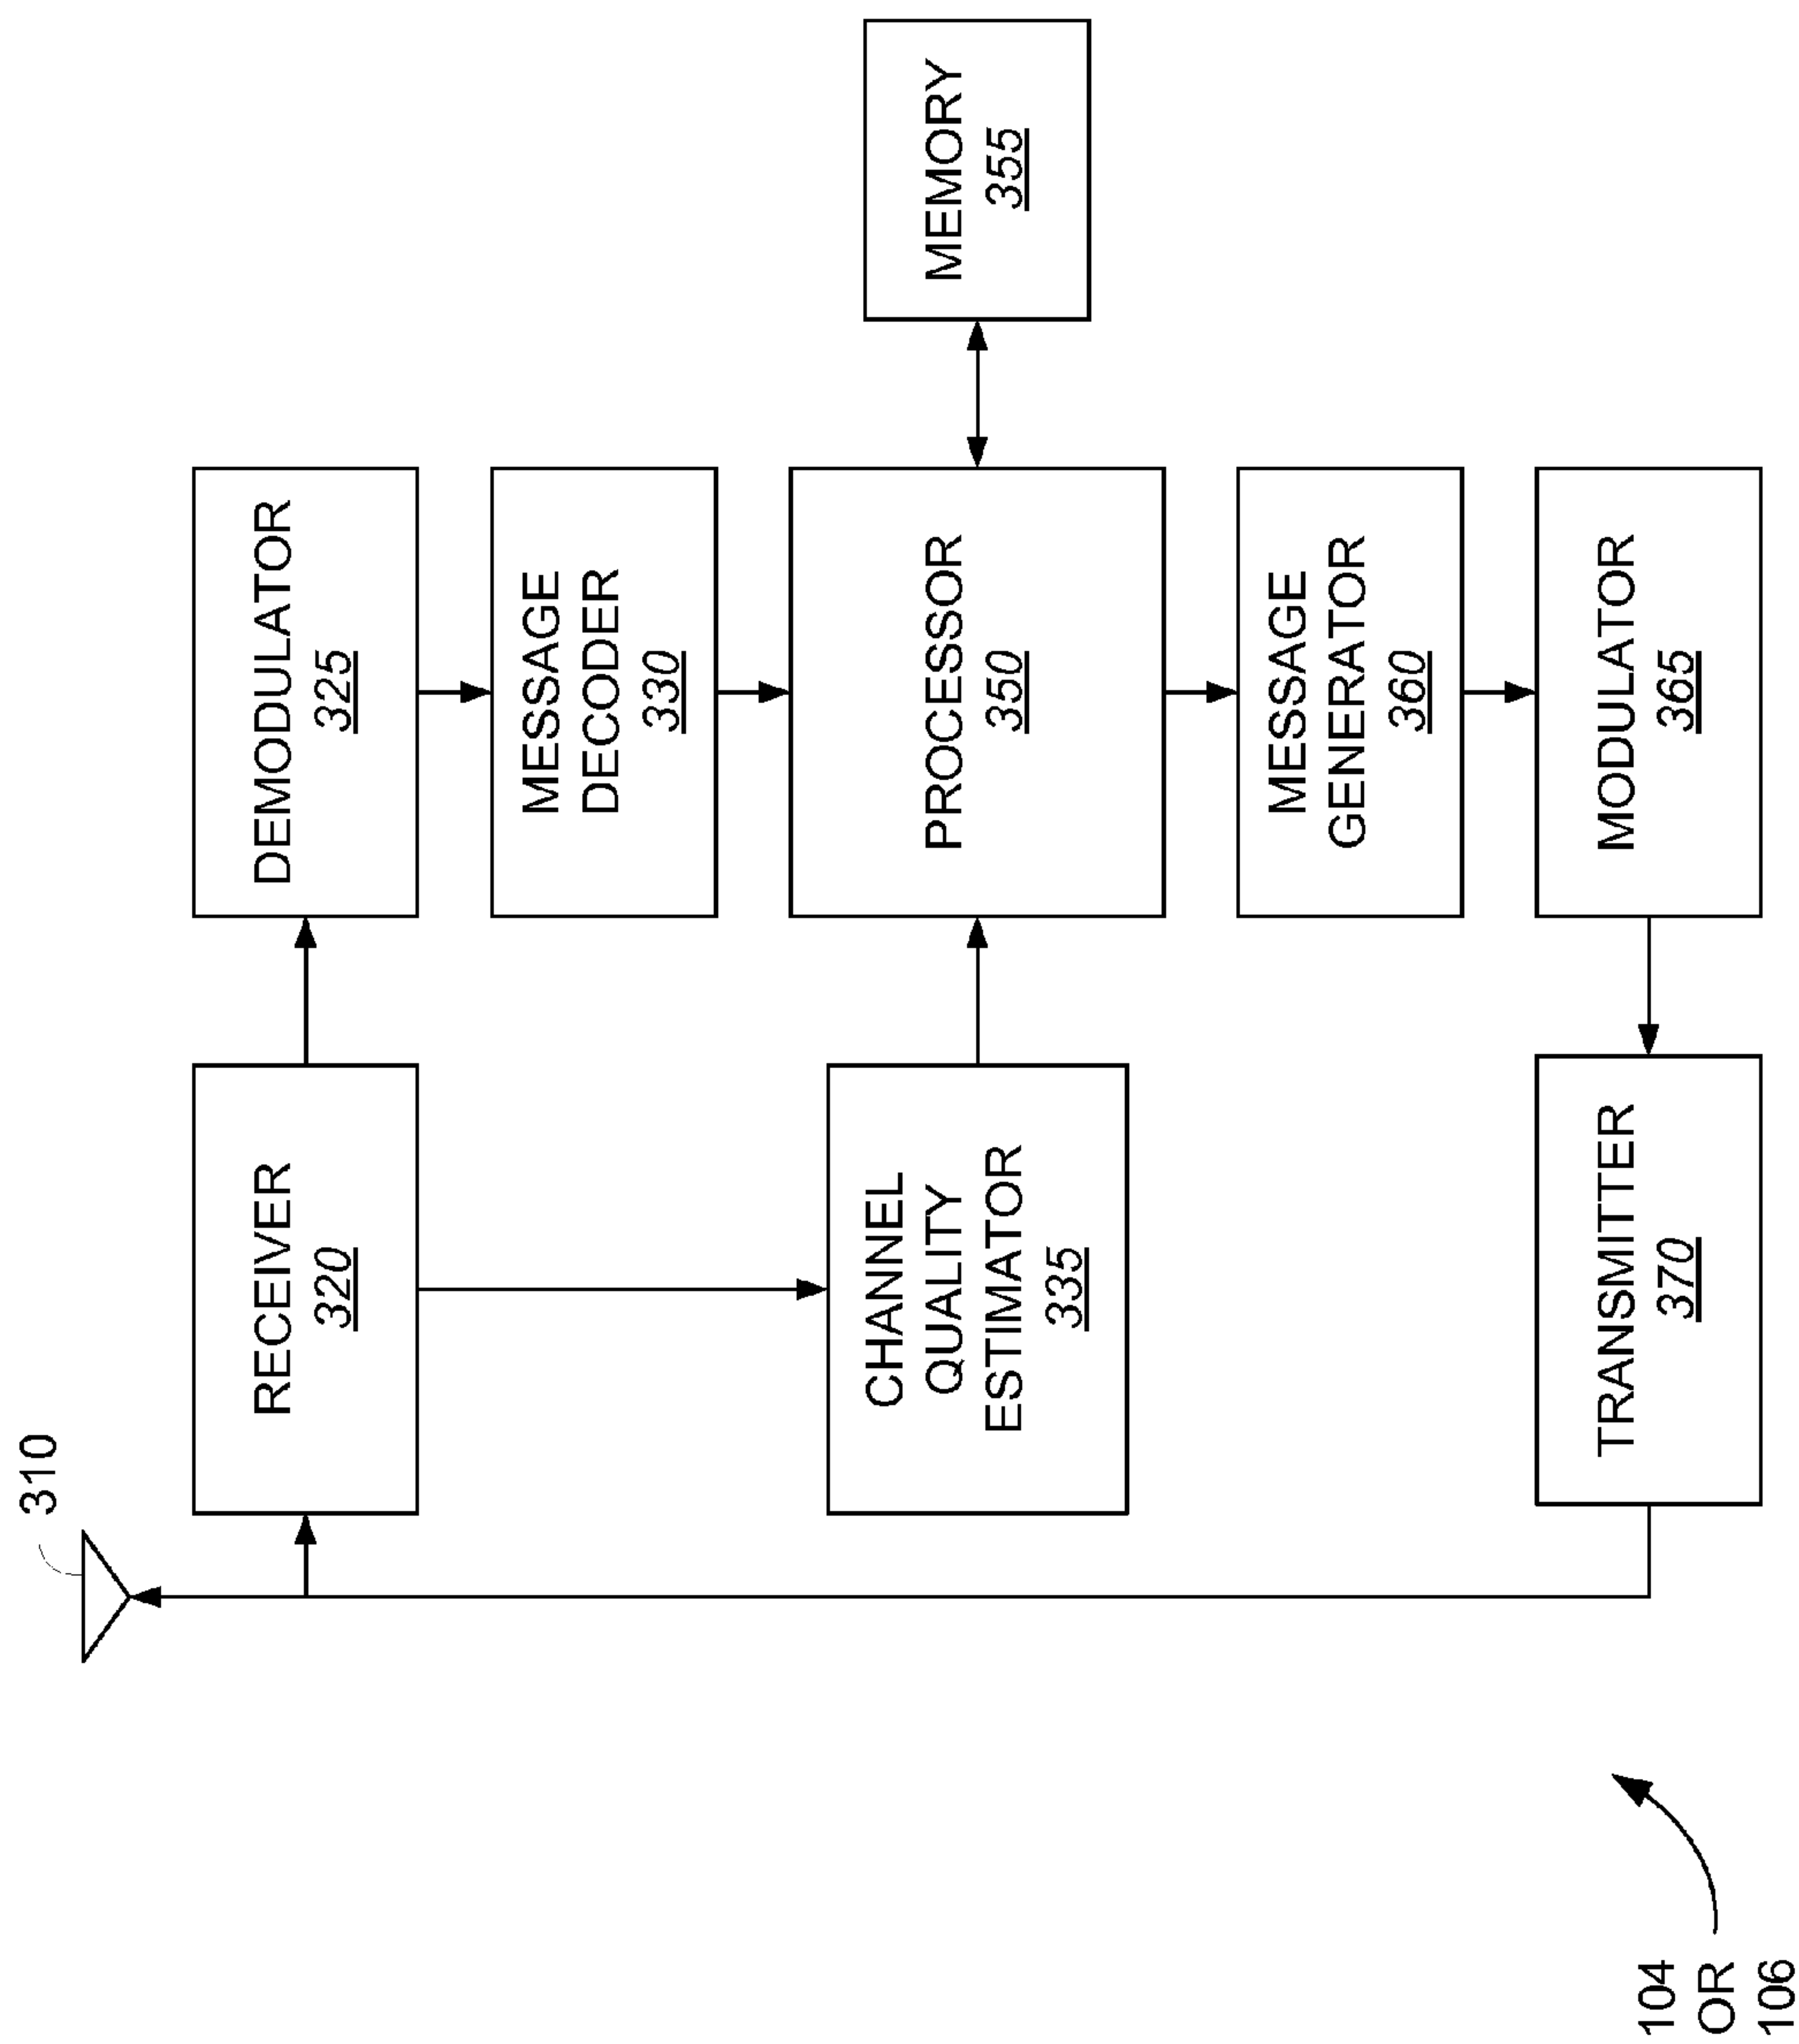 310
RECEIVER
320
DEMODULATOR
325
MESSAGE
DECODER
330
CHANNEL
QUALITY
ESTIMATOR
335
PROCESSOR
350
MEMORY
355
MESSAGE
GENERATOR
360
TRANSMITTER
370
MODULATOR
365
104
OR
106